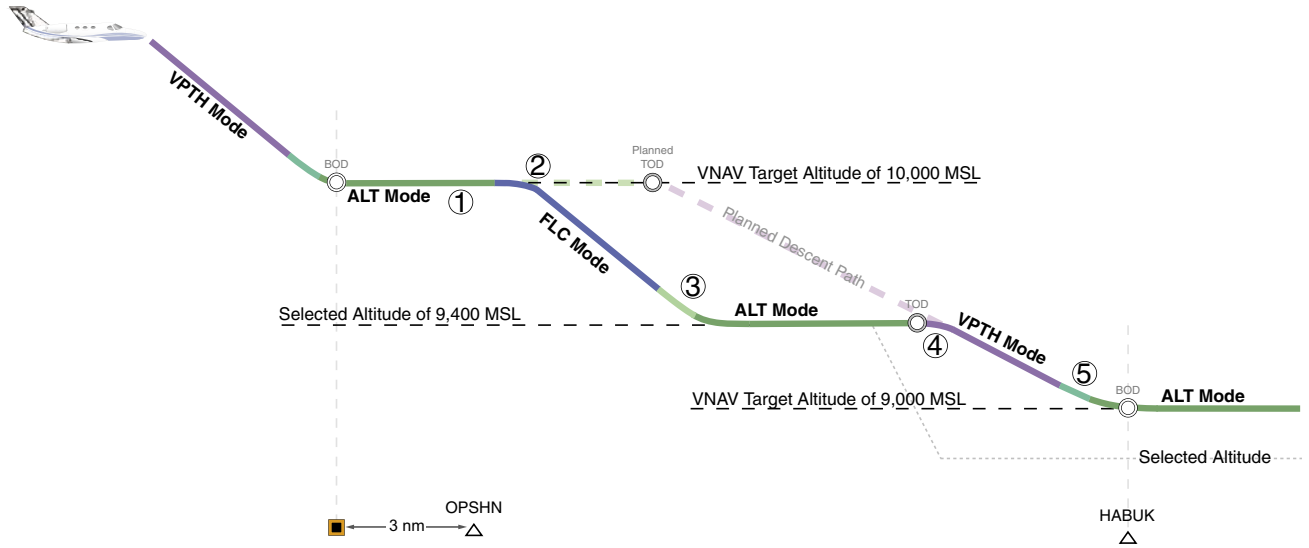 VPTH Mode
BOD
ALT Mode
①
②
Planned
TOD
VNAV Target Altitude of 10,000 MSL
FLC Mode
Planned Descent Path
③
Selected Altitude of 9,400 MSL
ALT Mode
TOD
④
VPTH Mode
⑤
VNAV Target Altitude of 9,000 MSL
BOD
ALT Mode
Selected Altitude
3 nm
OPSHN
HABUK